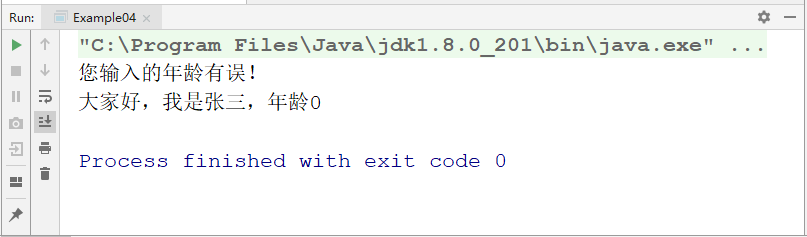 Run: Example04
"C:\Program Files\Java\jdk1.8.0_201\bin\java.exe" ...
您输入的年龄有误!
大家好，我是张三，年龄0
Process finished with exit code 0